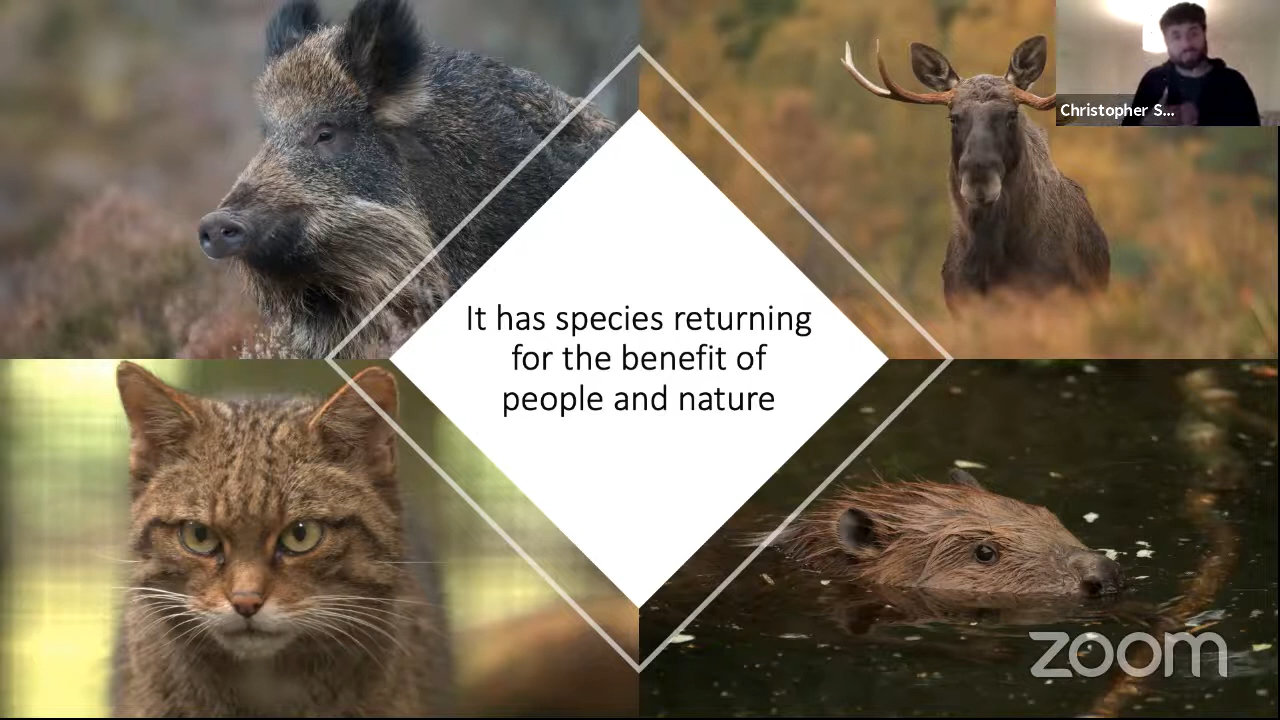 Christopher S...
It has species returning
for the benefit of
people and nature
zoom